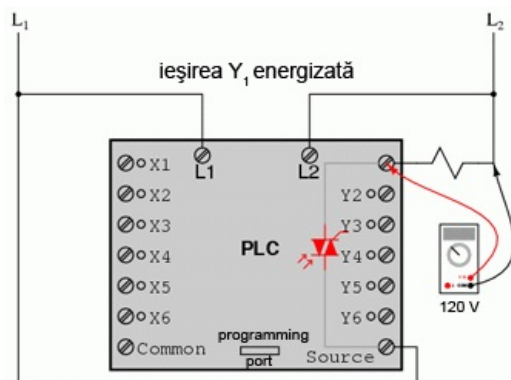 L1 L2
ieşirea Y1 energizată
L1 L2
X1
X2 Y2
X3 Y3
X4 PLC Y4
X5 Y5
X6 Y6
Common programming port Source
120 V